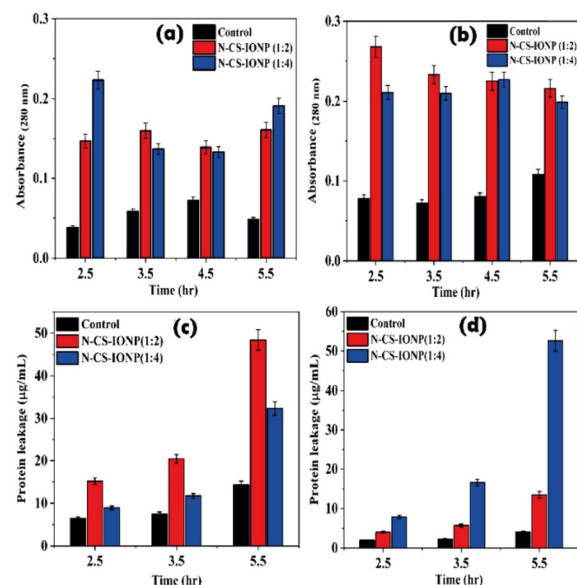 (a)
Control
N-CS-IONP (1:2)
N-CS-IONP (1:4)
Absorbance (280 nm)
0.3
0.2
0.1
0.0
2.5 3.5 4.5 5.5
Time (hr)
(b)
Control
N-CS-IONP (1:2)
N-CS-IONP (1:4)
Absorbance (280 nm)
0.3
0.2
0.1
0.0
2.5 3.5 4.5 5.5
Time (hr)
(c)
Control
N-CS-IONP(1:2)
N-CS-IONP(1:4)
Protein leakage (µg/mL)
50
40
30
20
10
0
2.5 3.5 5.5
Time (hr)
(d)
Control
N-CS-IONP(1:2)
N-CS-IONP(1:4)
Protein leakage (µg/mL)
60
50
40
30
20
10
0
2.5 3.5 5.5
Time (hr)